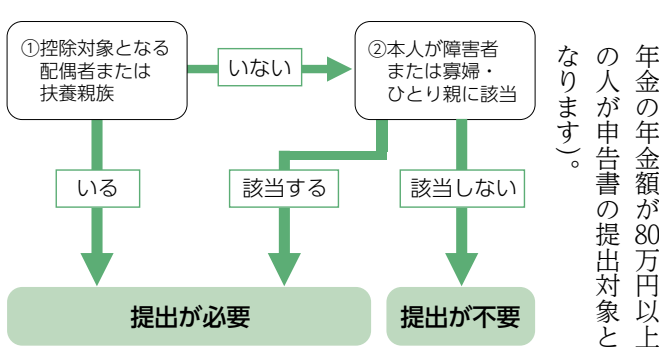 ①控除対象となる
配偶者または
扶養親族
いない
②本人が障害者
または寡婦・
ひとり親に該当
いる
該当する
該当しない
提出が必要
提出が不要
年金の年金額が80万円以上
の人が申告書の提出対象と
なります）。